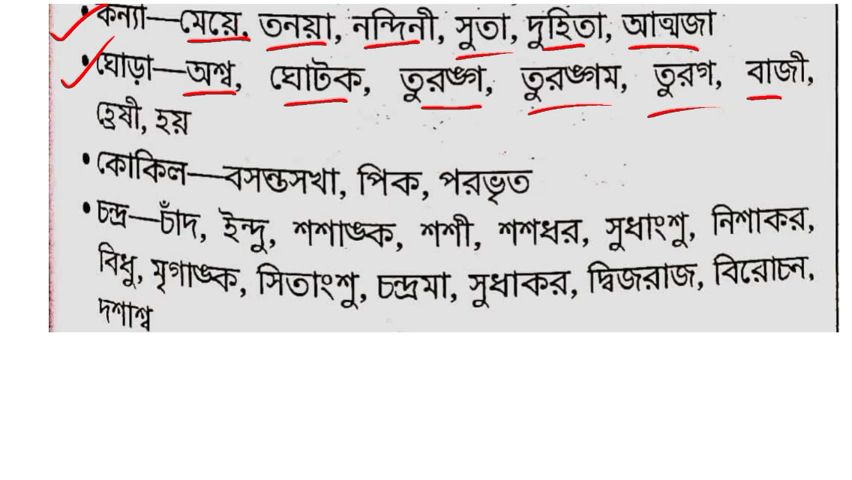 • কন্যা—মেয়ে. তনয়া, নন্দিনী, সুতা, দুহিতা, আত্মজা
• ঘোড়া—অশ্ব, ঘোটক, তুরঙ্গ, তুরঙ্গম, তুরগ, বাজী,
হ্রেষী, হয়
• কোকিল—বসন্তসখা, পিক, পরভৃত
• চন্দ্র—চাঁদ, ইন্দু, শশাঙ্ক, শশী, শশধর, সুধাংশু, নিশাকর,
বিধু, মৃগাঙ্ক, সিতাংশু, চন্দ্রমা, সুধাকর, দ্বিজরাজ, বিরোচন,
দশাশ্ব